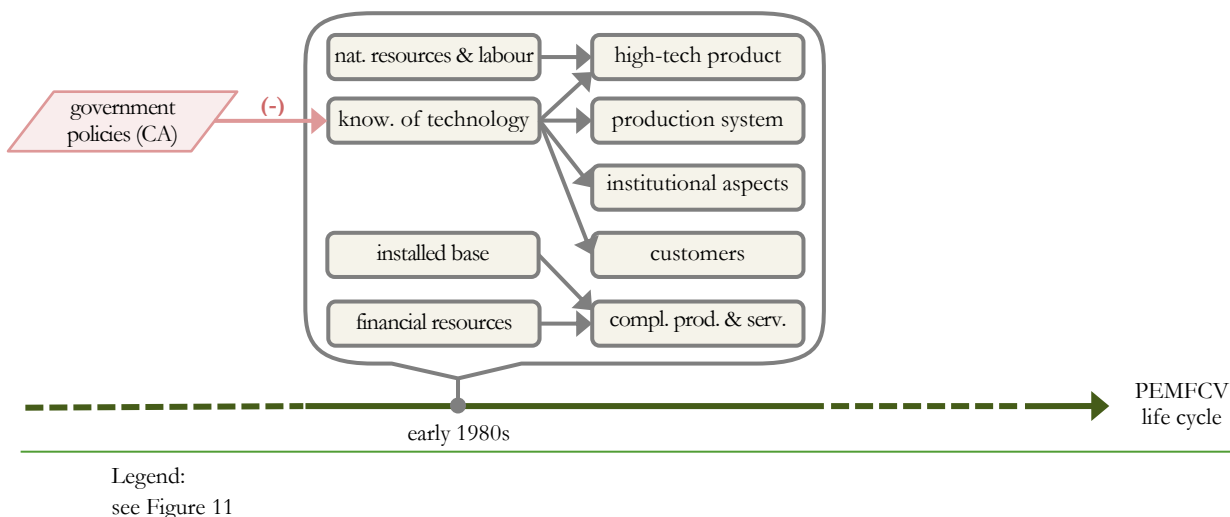 nat. resources & labour
high-tech product
government
policies (CA)
(-)
know. of technology
production system
institutional aspects
installed base
customers
financial resources
compl. prod. & serv.
PEMFCV
life cycle
early 1980s
Legend:
see Figure 11